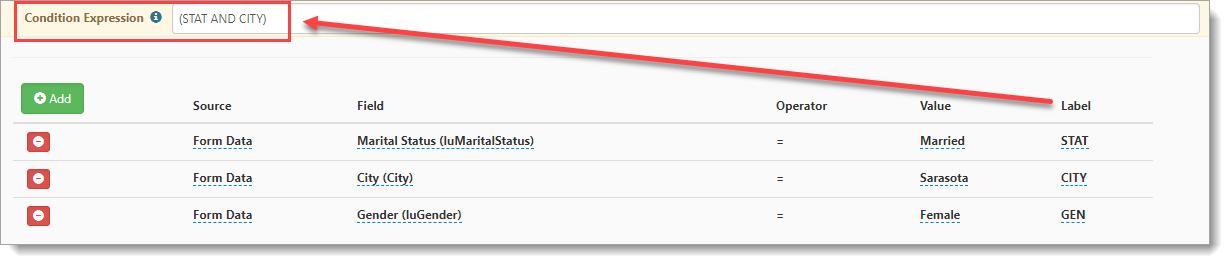 Condition Expression (STAT AND CITY)
Add Source Field Operator Value Label
Form Data Marital Status (luMaritalStatus) = Married STAT
Form Data City (City) = Sarasota CITY
Form Data Gender (luGender) = Female GEN